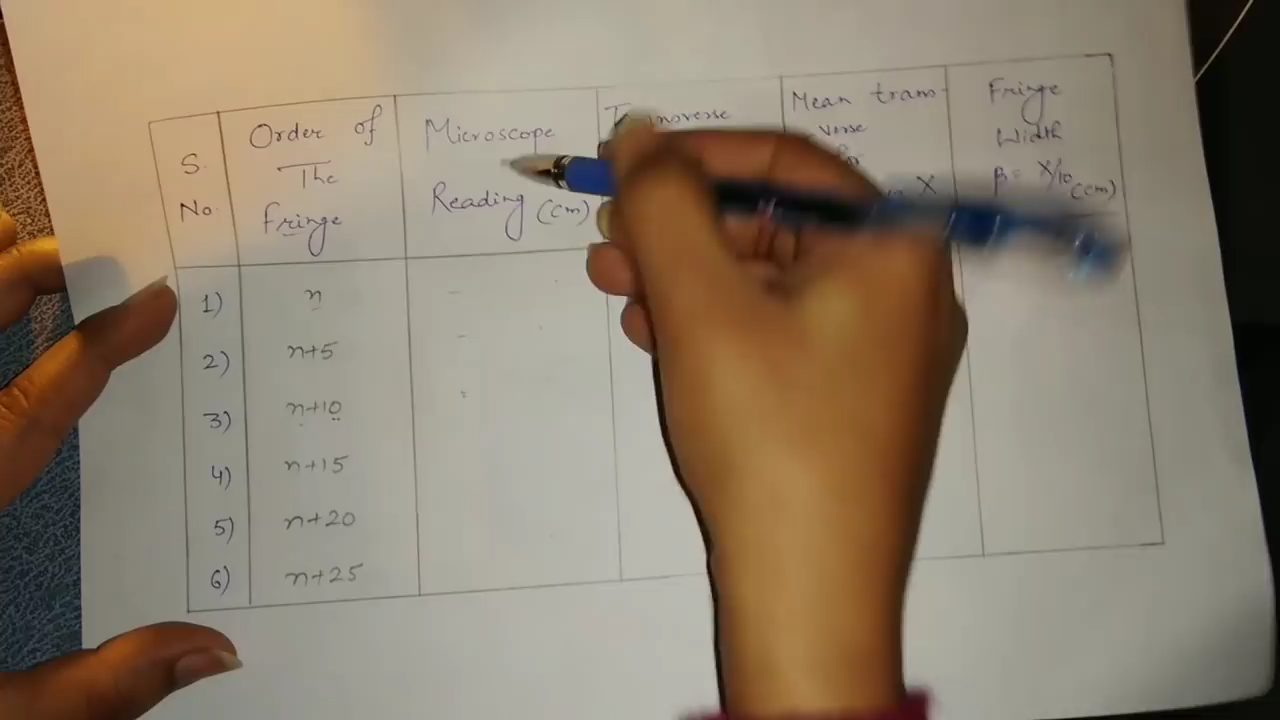 S.
No.
Order of
The
fringe
Microscope
Reading (cm)
Mean trans-
verse
X
Fringe
Width
β = X/10 (cm)
1) n
2) n+5
3) n+10
4) n+15
5) n+20
6) n+25